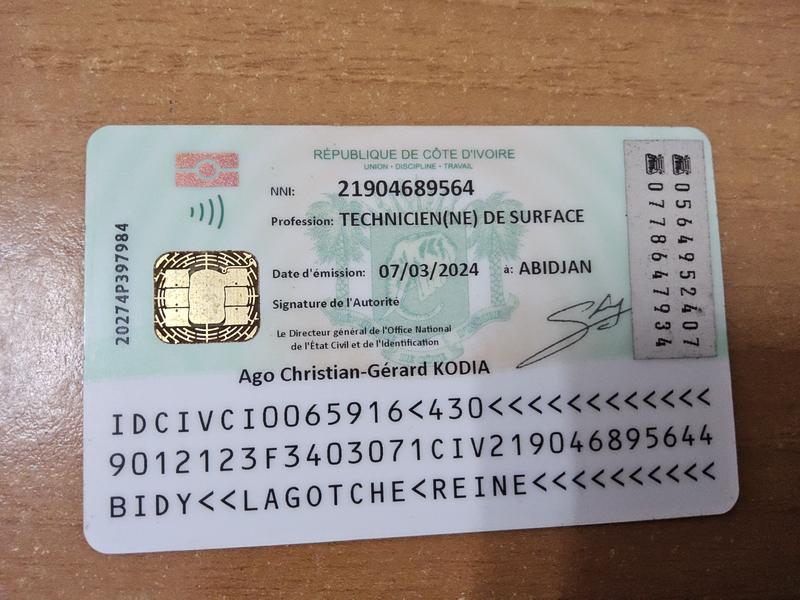 RÉPUBLIQUE DE CÔTE D'IVOIRE
UNION - DISCIPLINE - TRAVAIL
NNI: 21904689564
Profession: TECHNICIEN(NE) DE SURFACE
Date d'émission: 07/03/2024 à: ABIDJAN
Signature de l'Autorité
Le Directeur général de l'Office National
de l'État Civil et de l'Identification
Ago Christian-Gérard KODIA
20274P397984
0564952407
0778647934
IDCIVCI0065916<430<<<<<<<<<<<<
9012123F3403071CIV219046895644
BIDY<<LAGOTCHE<REINE<<<<<<<<<<